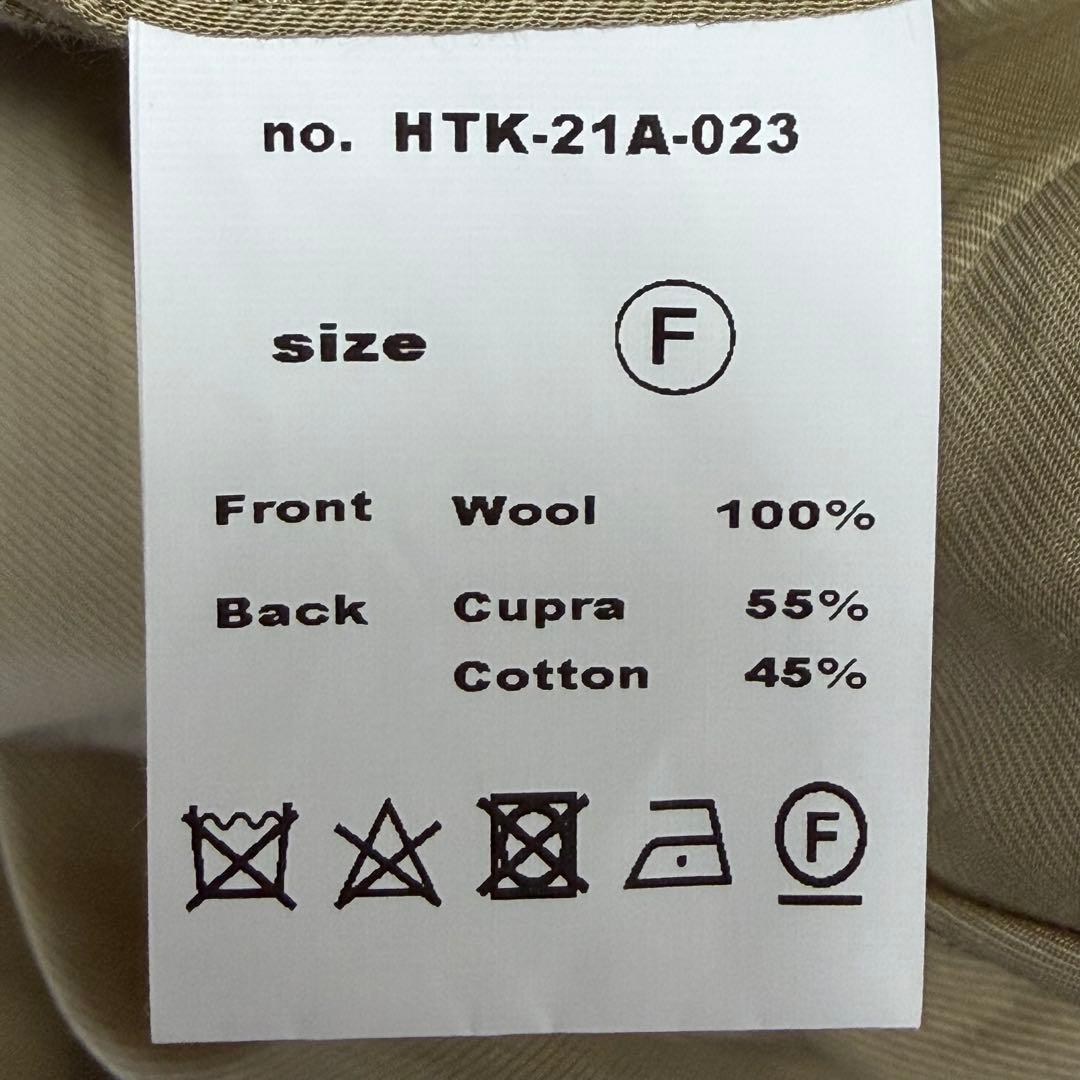 no. HTK-21A-023
size F
Front Wool 100%
Back Cupra 55%
Cotton 45%
F